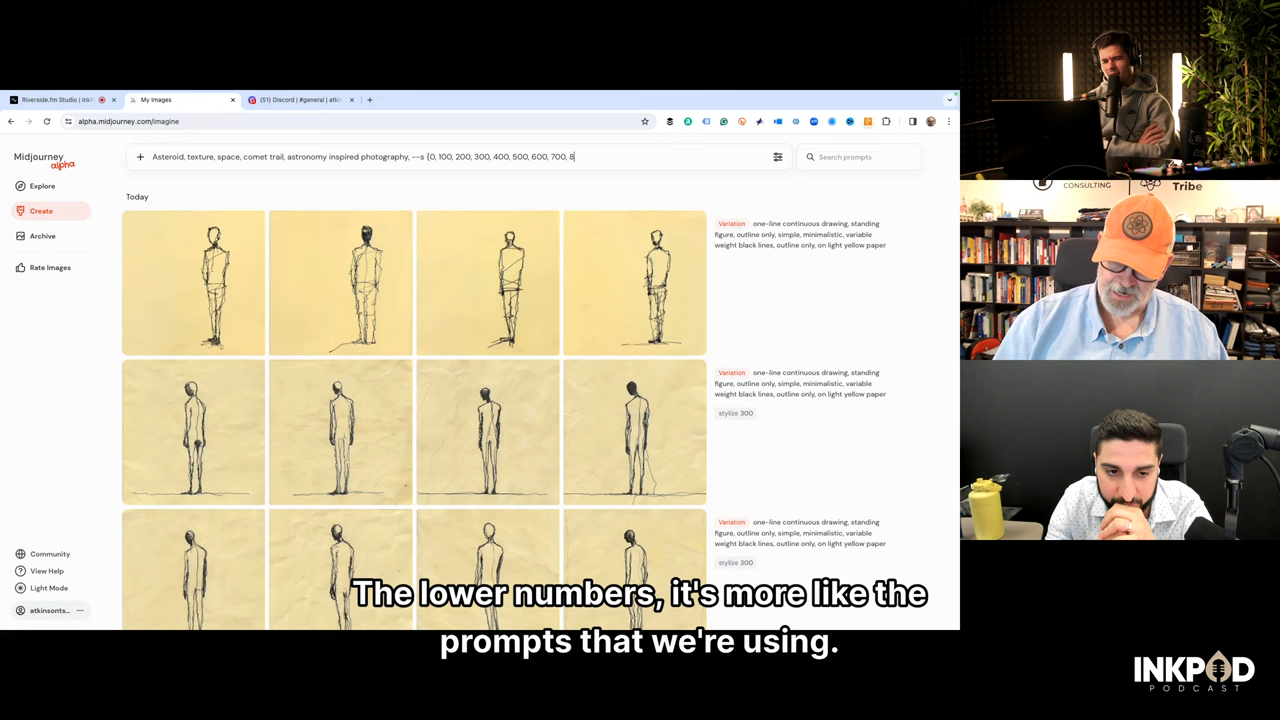 Riverside.fm Studio | InkP
My Images
(51) Discord | #general | atkin
alpha.midjourney.com/imagine
Midjourney
alpha
Asteroid, texture, space, comet trail, astronomy inspired photography, --s {0, 100, 200, 300, 400, 500, 600, 700, 8
Search prompts
Explore
Create
Archive
Rate Images
Today
Variation one-line continuous drawing, standing
figure, outline only, simple, minimalistic, variable
weight black lines, outline only, on light yellow paper
Variation one-line continuous drawing, standing
figure, outline only, simple, minimalistic, variable
weight black lines, outline only, on light yellow paper
stylize 300
Variation one-line continuous drawing, standing
figure, outline only, simple, minimalistic, variable
weight black lines, outline only, on light yellow paper
stylize 300
Community
View Help
Light Mode
atkinsonts...
CONSULTING
Tribe
The lower numbers, it's more like the
prompts that we're using.
INKPOD
PODCAST